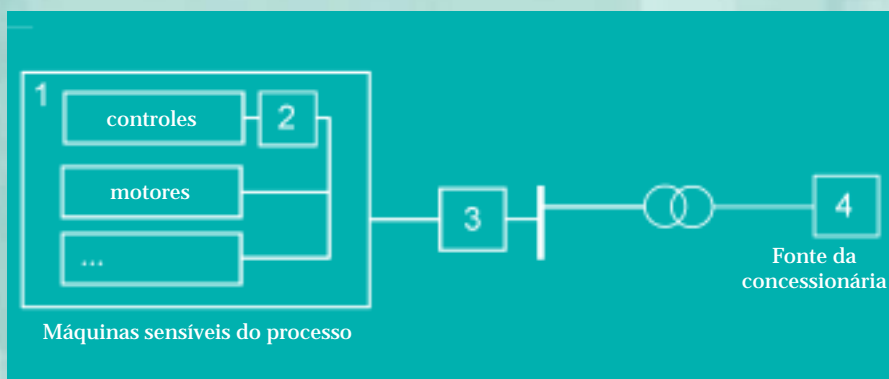 1
controles
2
motores
...
3
4
Fonte da
concessionária
Máquinas sensíveis do processo